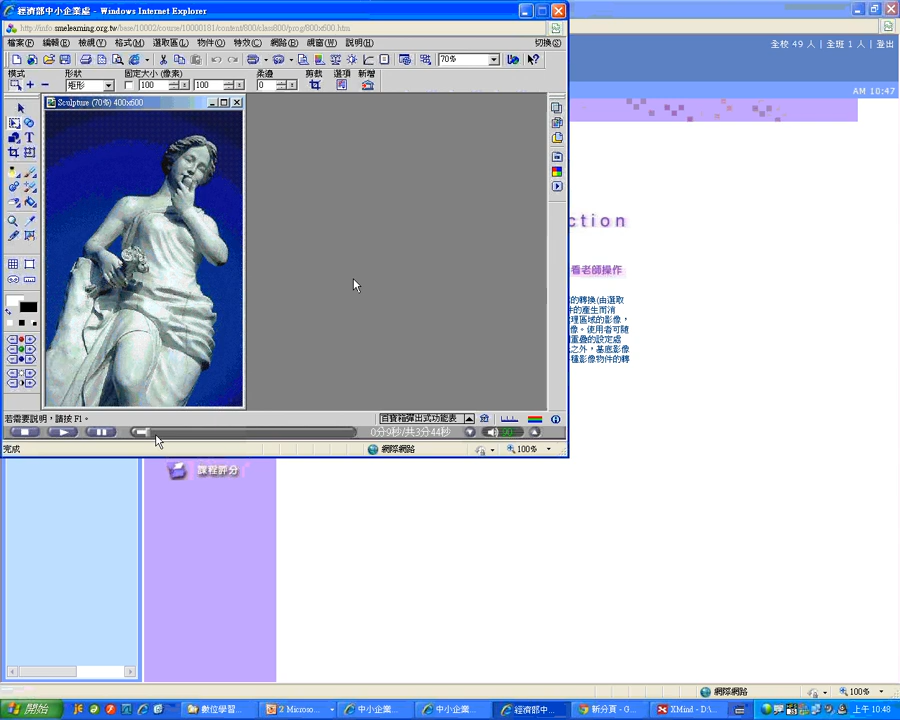 經濟部中小企業處 - Windows Internet Explorer
http://info.smelearning.org.tw/base/10002/course/10000181/content/600/class800/prog/800x600.htm
檔案(F) 編輯(E) 檢視(V) 格式(M) 選取區(L) 物件(O) 特效(C) 網路(B) 視窗(W) 說明(H) 切換(S)
70%
模式 形狀 固定大小 (像素) 柔邊 剪裁 選項 新增
矩形 100 100 0
Sculpture (70%) 400x600
全校 49 人 | 全班 1 人 | 登出
AM 10:47
ction
看老師操作
的轉換(由選取
件的產生而消
理區域的影像，
像。使用者可隨
重疊的設定處
之外，基底影像
種影像物件的轉
若需要說明，請按 F1。
百寶箱彈出式功能表
0分9秒/共3分44秒
完成 網際網路 100%
課程評分
網際網路 100%
開始 數位學習... 2 Microso... 中小企業... 中小企業... 經濟部中... 新分頁 - G... XMind - D:\... 上午 10:48